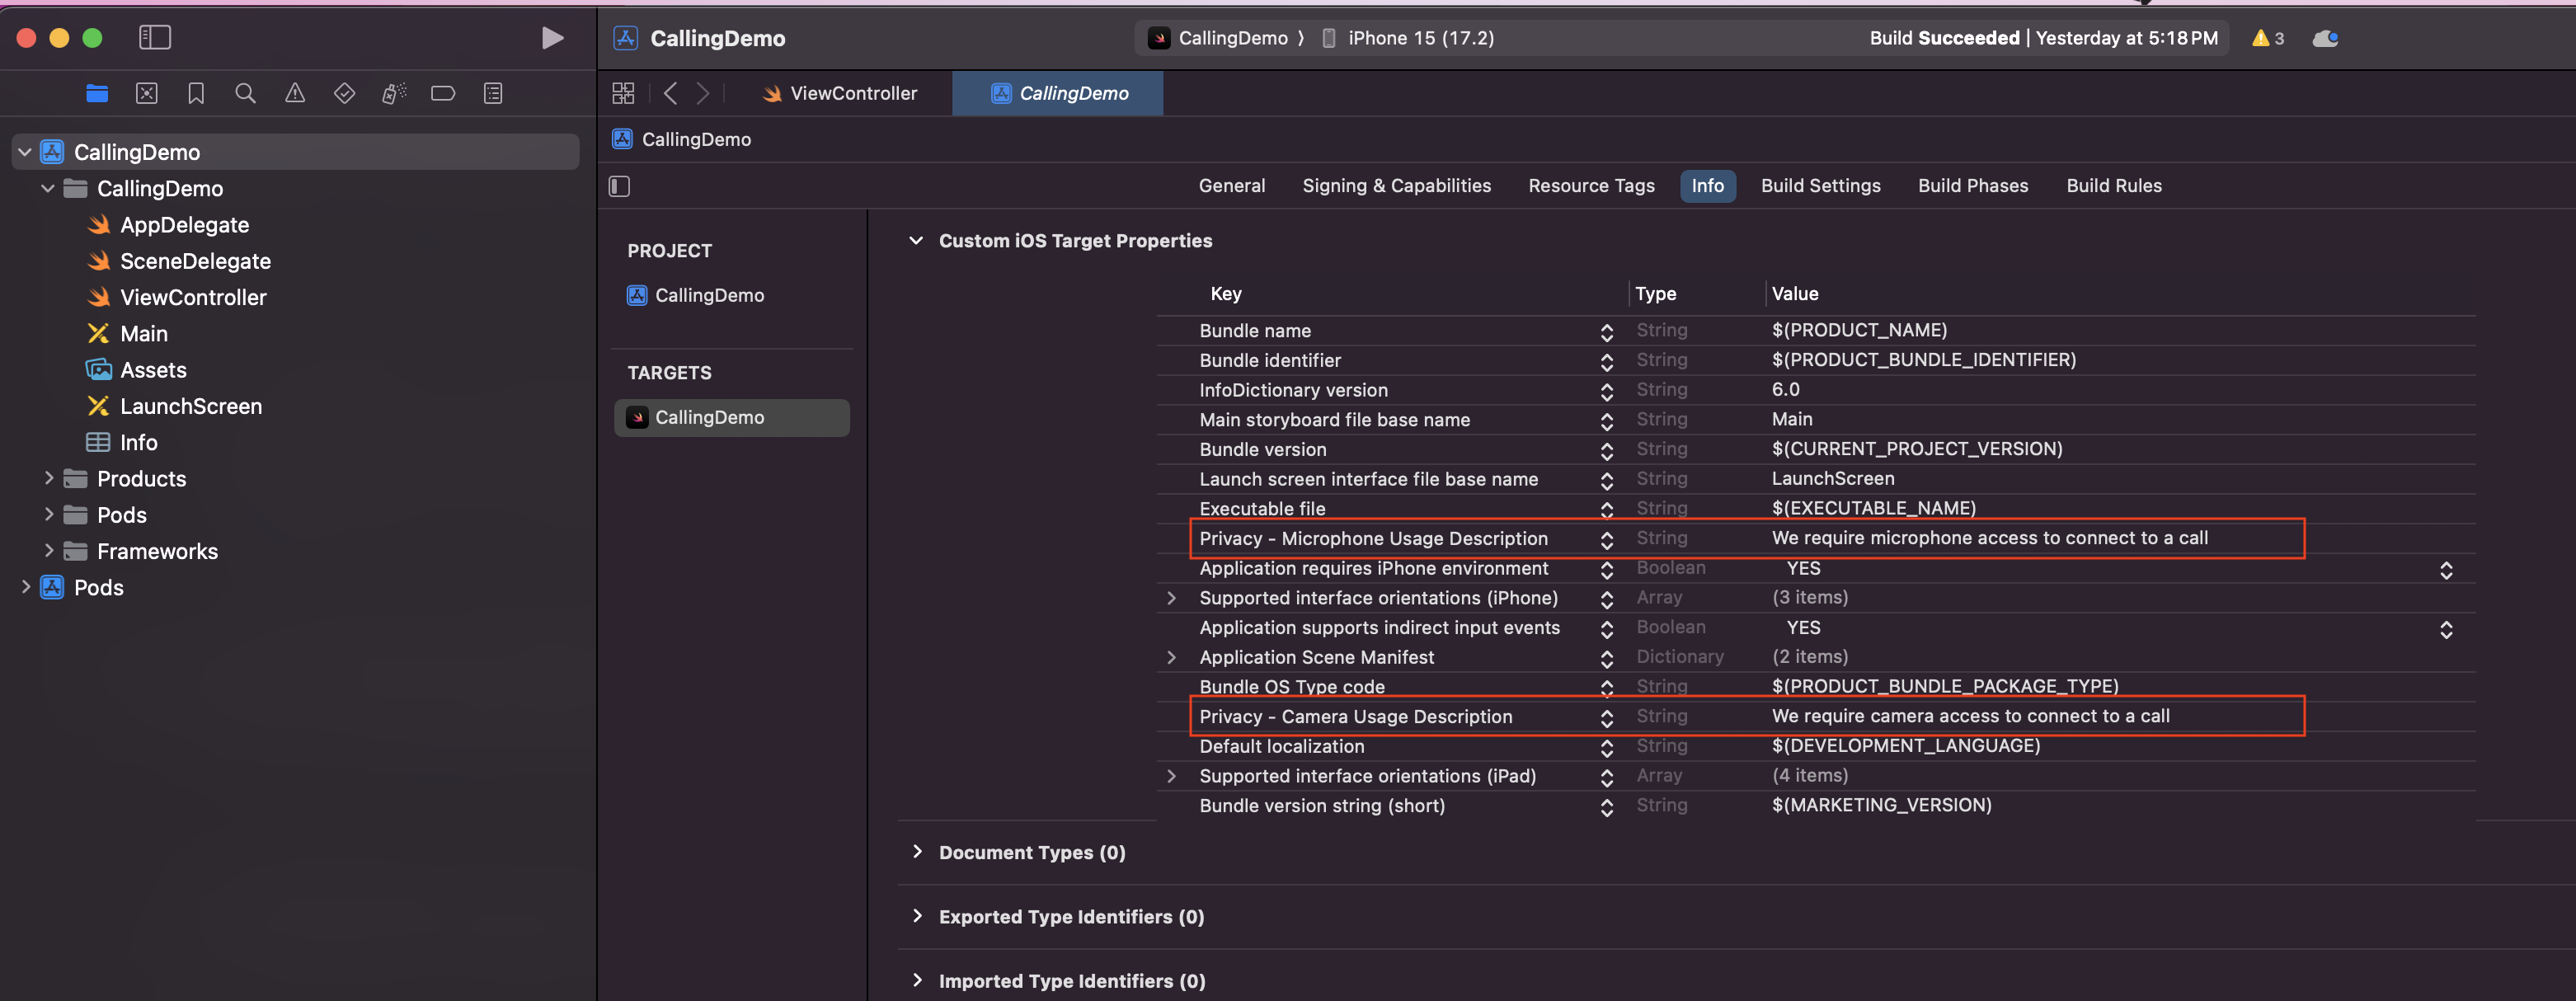 CallingDemo
CallingDemo
iPhone 15 (17.2)
Build Succeeded | Yesterday at 5:18 PM
3
ViewController
CallingDemo
CallingDemo
CallingDemo
CallingDemo
AppDelegate
SceneDelegate
ViewController
Main
Assets
LaunchScreen
Info
Products
Pods
Frameworks
Pods
General
Signing & Capabilities
Resource Tags
Info
Build Settings
Build Phases
Build Rules
PROJECT
CallingDemo
TARGETS
CallingDemo
Custom iOS Target Properties
Key Type Value
Bundle name String $(PRODUCT_NAME)
Bundle identifier String $(PRODUCT_BUNDLE_IDENTIFIER)
InfoDictionary version String 6.0
Main storyboard file base name String Main
Bundle version String $(CURRENT_PROJECT_VERSION)
Launch screen interface file base name String LaunchScreen
Executable file String $(EXECUTABLE_NAME)
Privacy - Microphone Usage Description String We require microphone access to connect to a call
Application requires iPhone environment Boolean YES
Supported interface orientations (iPhone) Array (3 items)
Application supports indirect input events Boolean YES
Application Scene Manifest Dictionary (2 items)
Bundle OS Type code String $(PRODUCT_BUNDLE_PACKAGE_TYPE)
Privacy - Camera Usage Description String We require camera access to connect to a call
Default localization String $(DEVELOPMENT_LANGUAGE)
Supported interface orientations (iPad) Array (4 items)
Bundle version string (short) String $(MARKETING_VERSION)
Document Types (0)
Exported Type Identifiers (0)
Imported Type Identifiers (0)